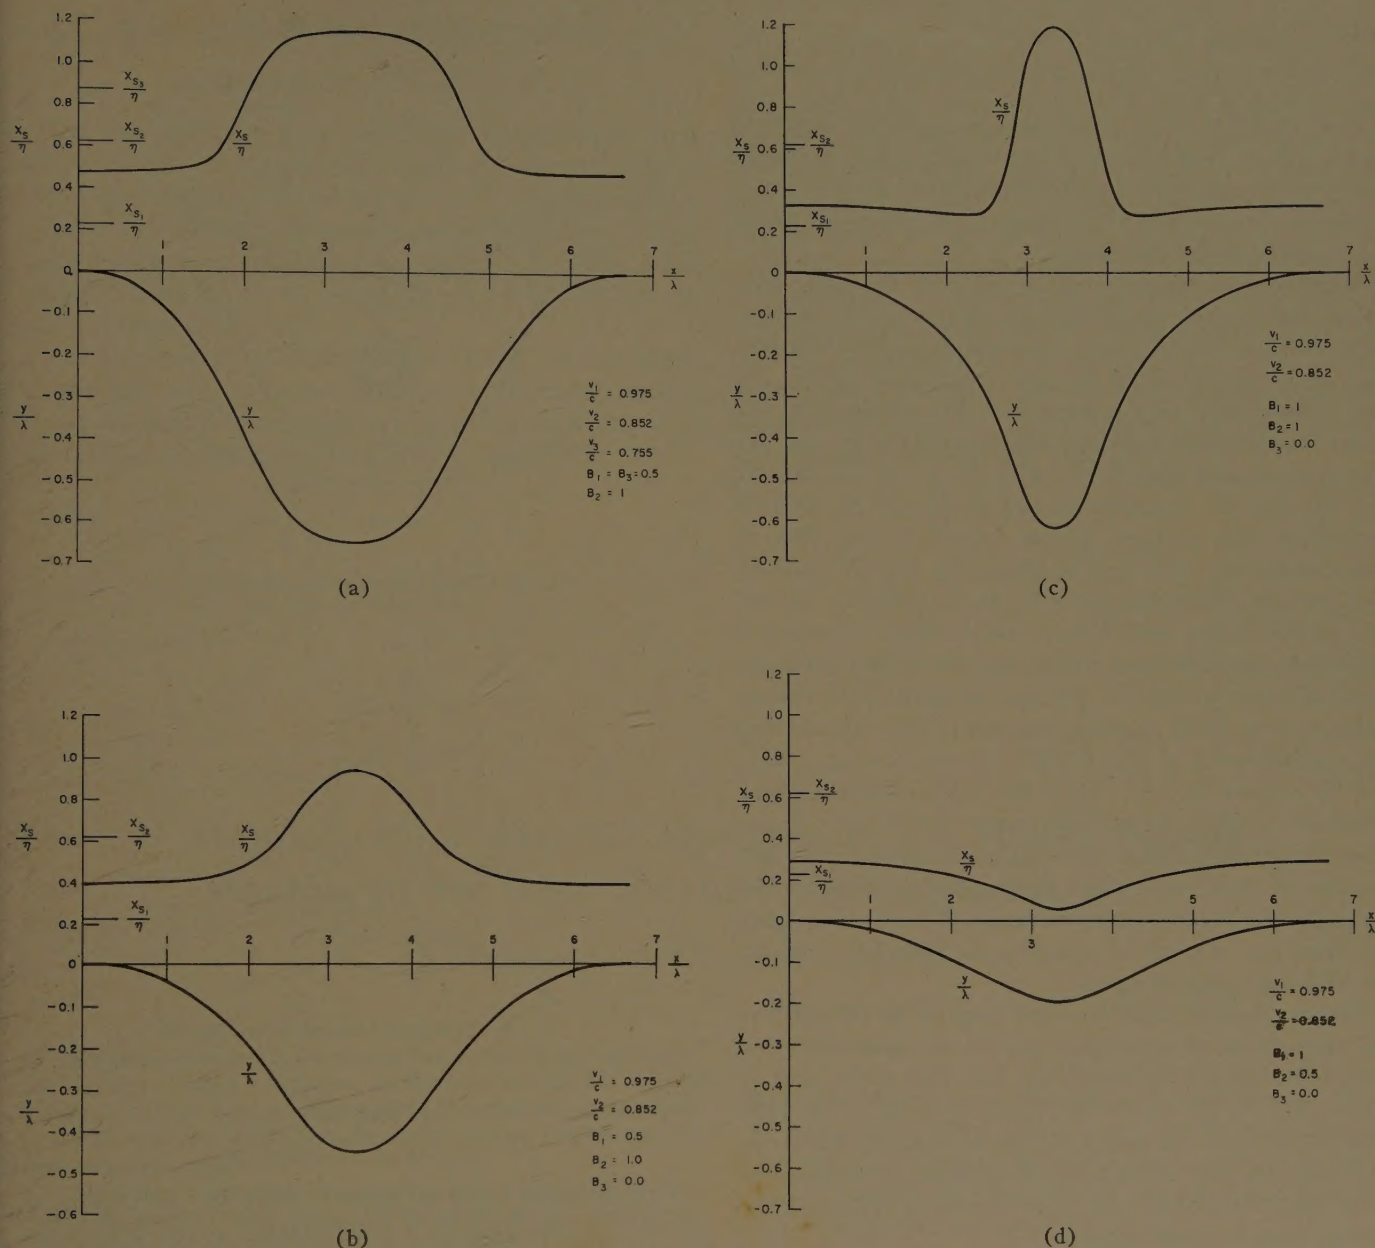 1.2
1.0
0.8
0.6
0.4
0.2
0
-0.1
-0.2
-0.3
-0.4
-0.5
-0.6
-0.7
X_S/η
X_S3/η
X_S2/η
X_S1/η
X_S/η
1 2 3 4 5 6 7
x/λ
y/λ
y/λ
v1/c = 0.975
v2/c = 0.852
v3/c = 0.755
B1 = B3 = 0.5
B2 = 1
(a)
1.2
1.0
0.8
0.6
0.4
0.2
0
-0.1
-0.2
-0.3
-0.4
-0.5
-0.6
-0.7
X_S/η
X_S2/η
X_S1/η
X_S/η
1 2 3 4 5 6 7
x/λ
y/λ
y/λ
v1/c = 0.975
v2/c = 0.852
B1 = 1
B2 = 1
B3 = 0.0
(c)
1.2
1.0
0.8
0.6
0.4
0.2
0
-0.1
-0.2
-0.3
-0.4
-0.5
-0.6
X_S/η
X_S2/η
X_S1/η
X_S/η
1 2 3 4 5 6 7
x/λ
y/λ
y/λ
v1/c = 0.975
v2/c = 0.852
B1 = 0.5
B2 = 1.0
B3 = 0.0
(b)
1.2
1.0
0.8
0.6
0.4
0.2
0
-0.1
-0.2
-0.3
-0.4
-0.5
-0.6
-0.7
X_S/η
X_S2/η
X_S1/η
X_S/η
1 2 3 4 5 6 7
x/λ
y/λ
y/λ
v1/c = 0.975
v2/c = 0.852
B1 = 1
B2 = 0.5
B3 = 0.0
(d)